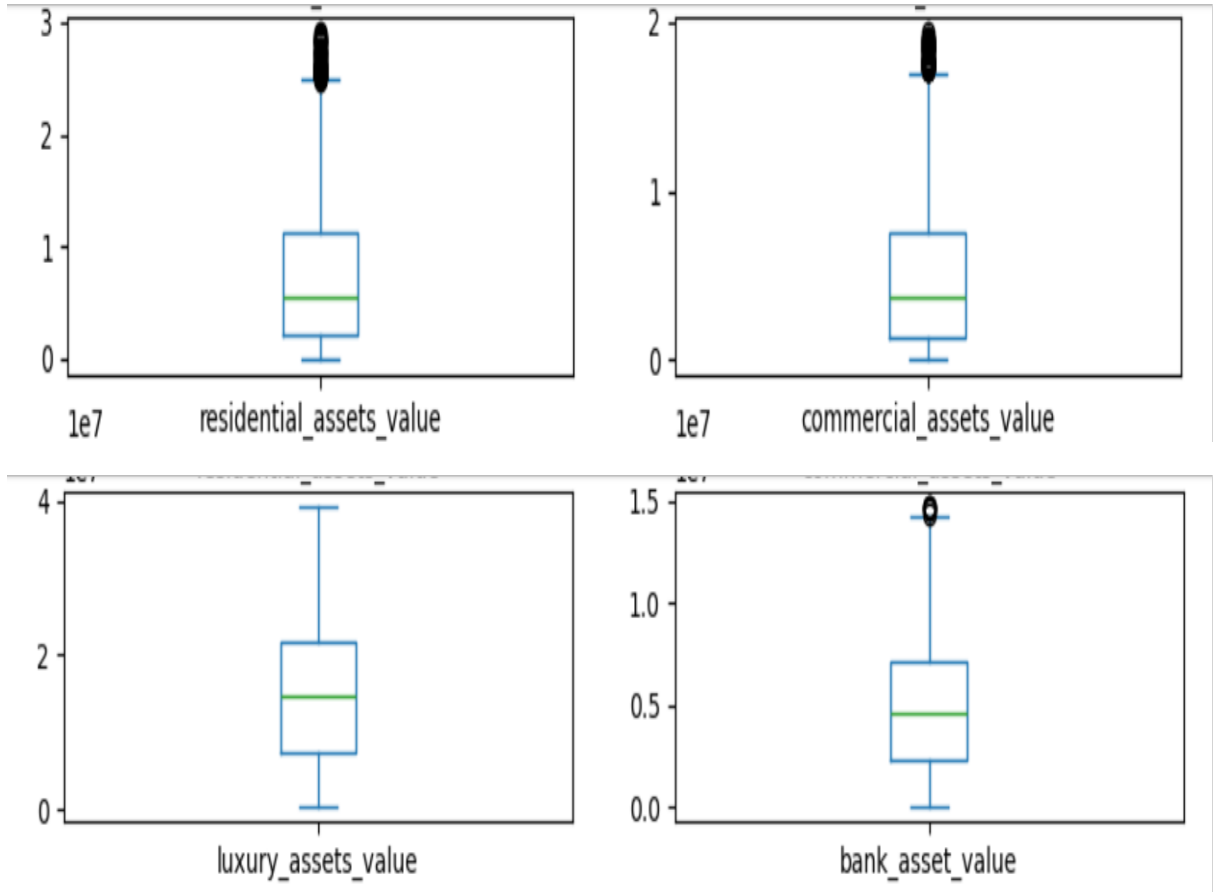 3
2
1
0
residential_assets_value
1e7
2
1
0
commercial_assets_value
1e7
4
2
0
luxury_assets_value
1.5
1.0
0.5
0.0
bank_asset_value